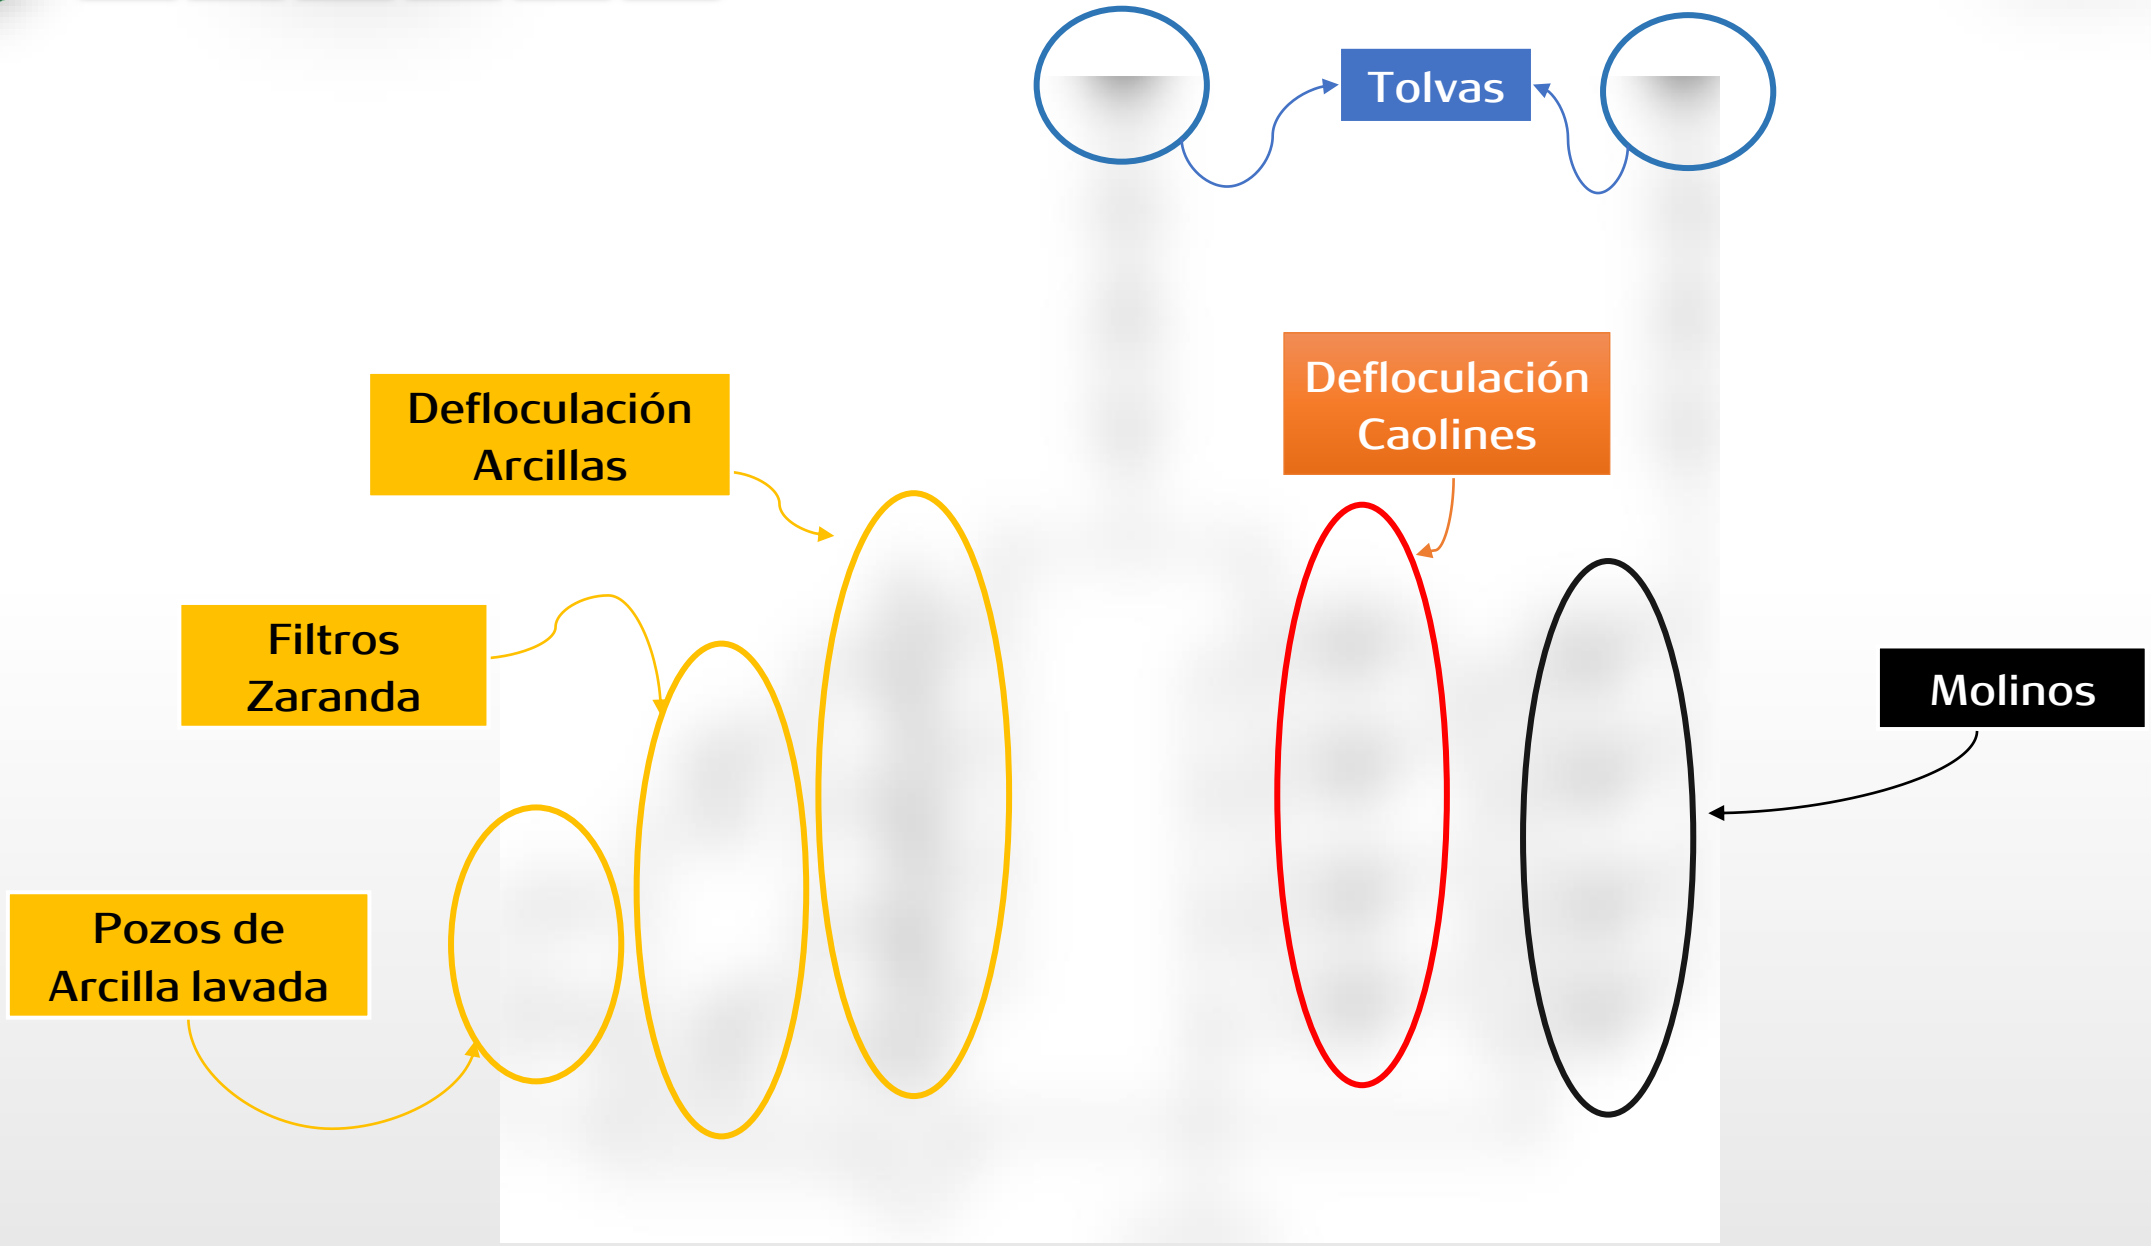 Tolvas
Defloculación
Caolines
Defloculación
Arcillas
Filtros
Zaranda
Molinos
Pozos de
Arcilla lavada